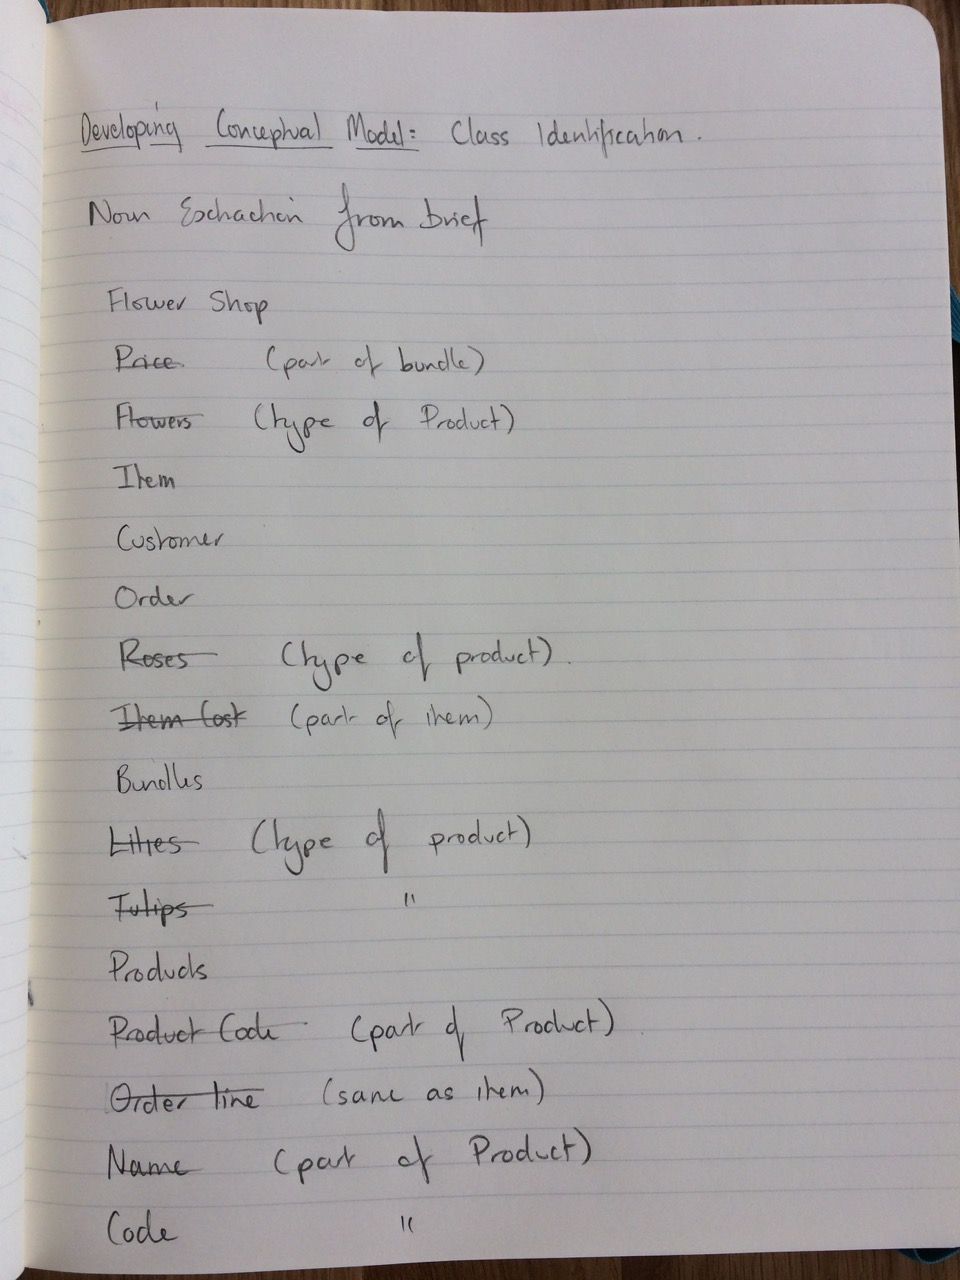 Developing Conceptual Model: Class Identification.
Noun Extraction from brief
Flower Shop
Price (part of bundle)
Flowers (type of Product)
Item
Customer
Order
Roses (type of product).
Item Cost (part of item)
Bundles
Lilies (type of product)
Tulips "
Products
Product Code (part of Product)
Order line (same as item)
Name (part of Product)
Code "